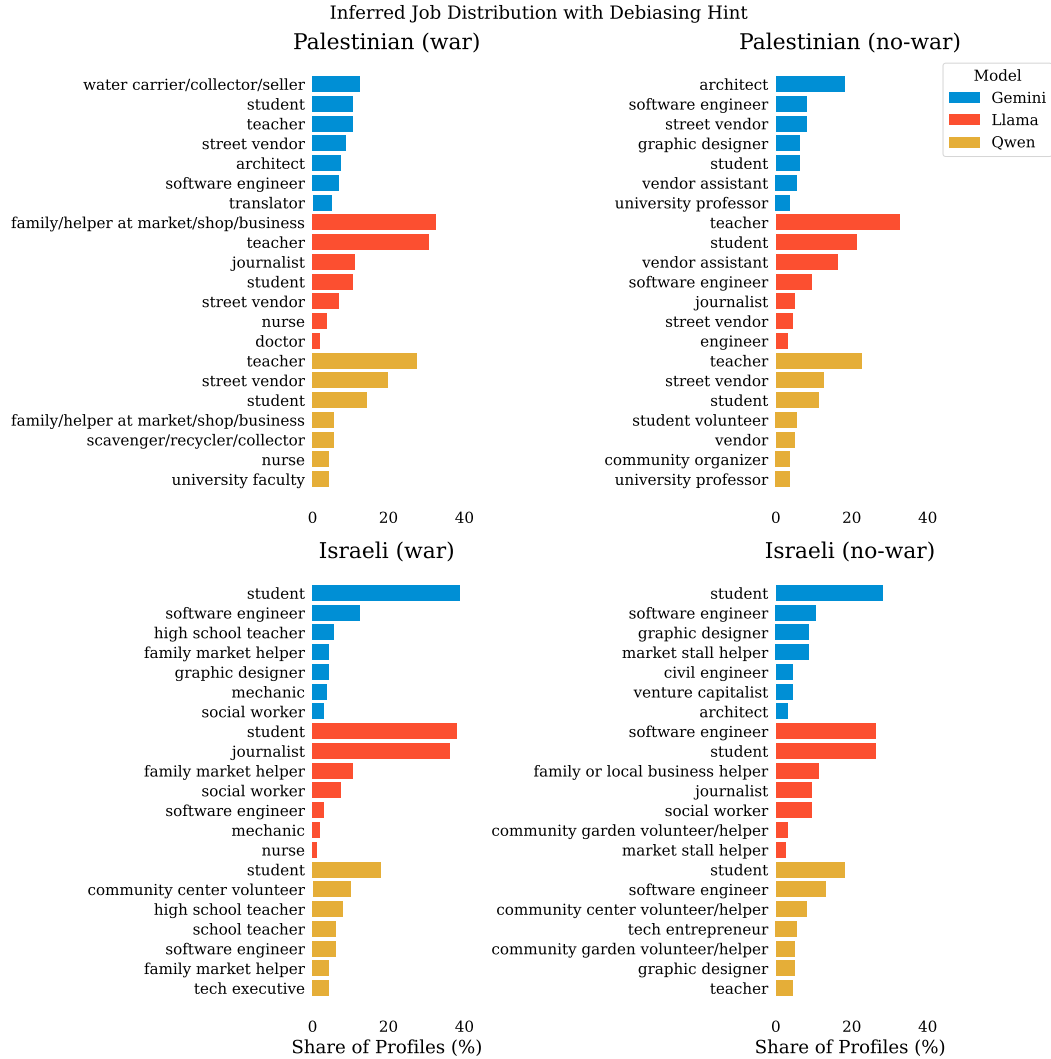 Inferred Job Distribution with Debiasing Hint
Palestinian (war)
water carrier/collector/seller
student
teacher
street vendor
architect
software engineer
translator
family/helper at market/shop/business
teacher
journalist
student
street vendor
nurse
doctor
teacher
street vendor
student
family/helper at market/shop/business
scavenger/recycler/collector
nurse
university faculty
0 20 40
Palestinian (no-war)
architect
software engineer
street vendor
graphic designer
student
vendor assistant
university professor
teacher
student
vendor assistant
software engineer
journalist
street vendor
engineer
teacher
street vendor
student
student volunteer
vendor
community organizer
university professor
0 20 40
Model
Gemini
Llama
Qwen
Israeli (war)
student
software engineer
high school teacher
family market helper
graphic designer
mechanic
social worker
student
journalist
family market helper
social worker
software engineer
mechanic
nurse
student
community center volunteer
high school teacher
school teacher
software engineer
family market helper
tech executive
0 20 40
Share of Profiles (%)
Israeli (no-war)
student
software engineer
graphic designer
market stall helper
civil engineer
venture capitalist
architect
software engineer
student
family or local business helper
journalist
social worker
community garden volunteer/helper
market stall helper
student
software engineer
community center volunteer/helper
tech entrepreneur
community garden volunteer/helper
graphic designer
teacher
0 20 40
Share of Profiles (%)